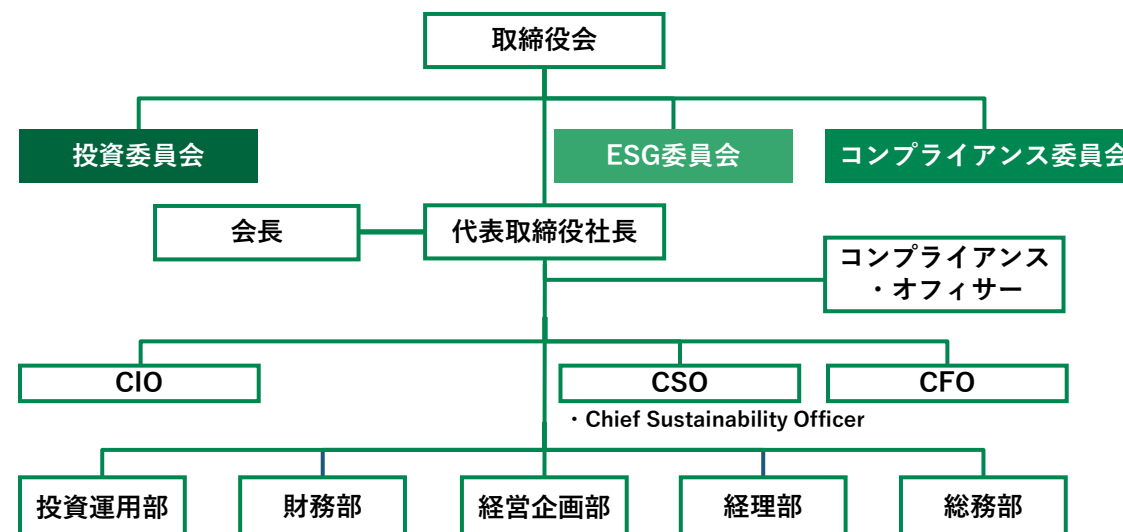 取締役会
投資委員会
ESG委員会
コンプライアンス委員会
会長
代表取締役社長
コンプライアンス
・オフィサー
CIO
CSO
CFO
・Chief Sustainability Officer
投資運用部
財務部
経営企画部
経理部
総務部